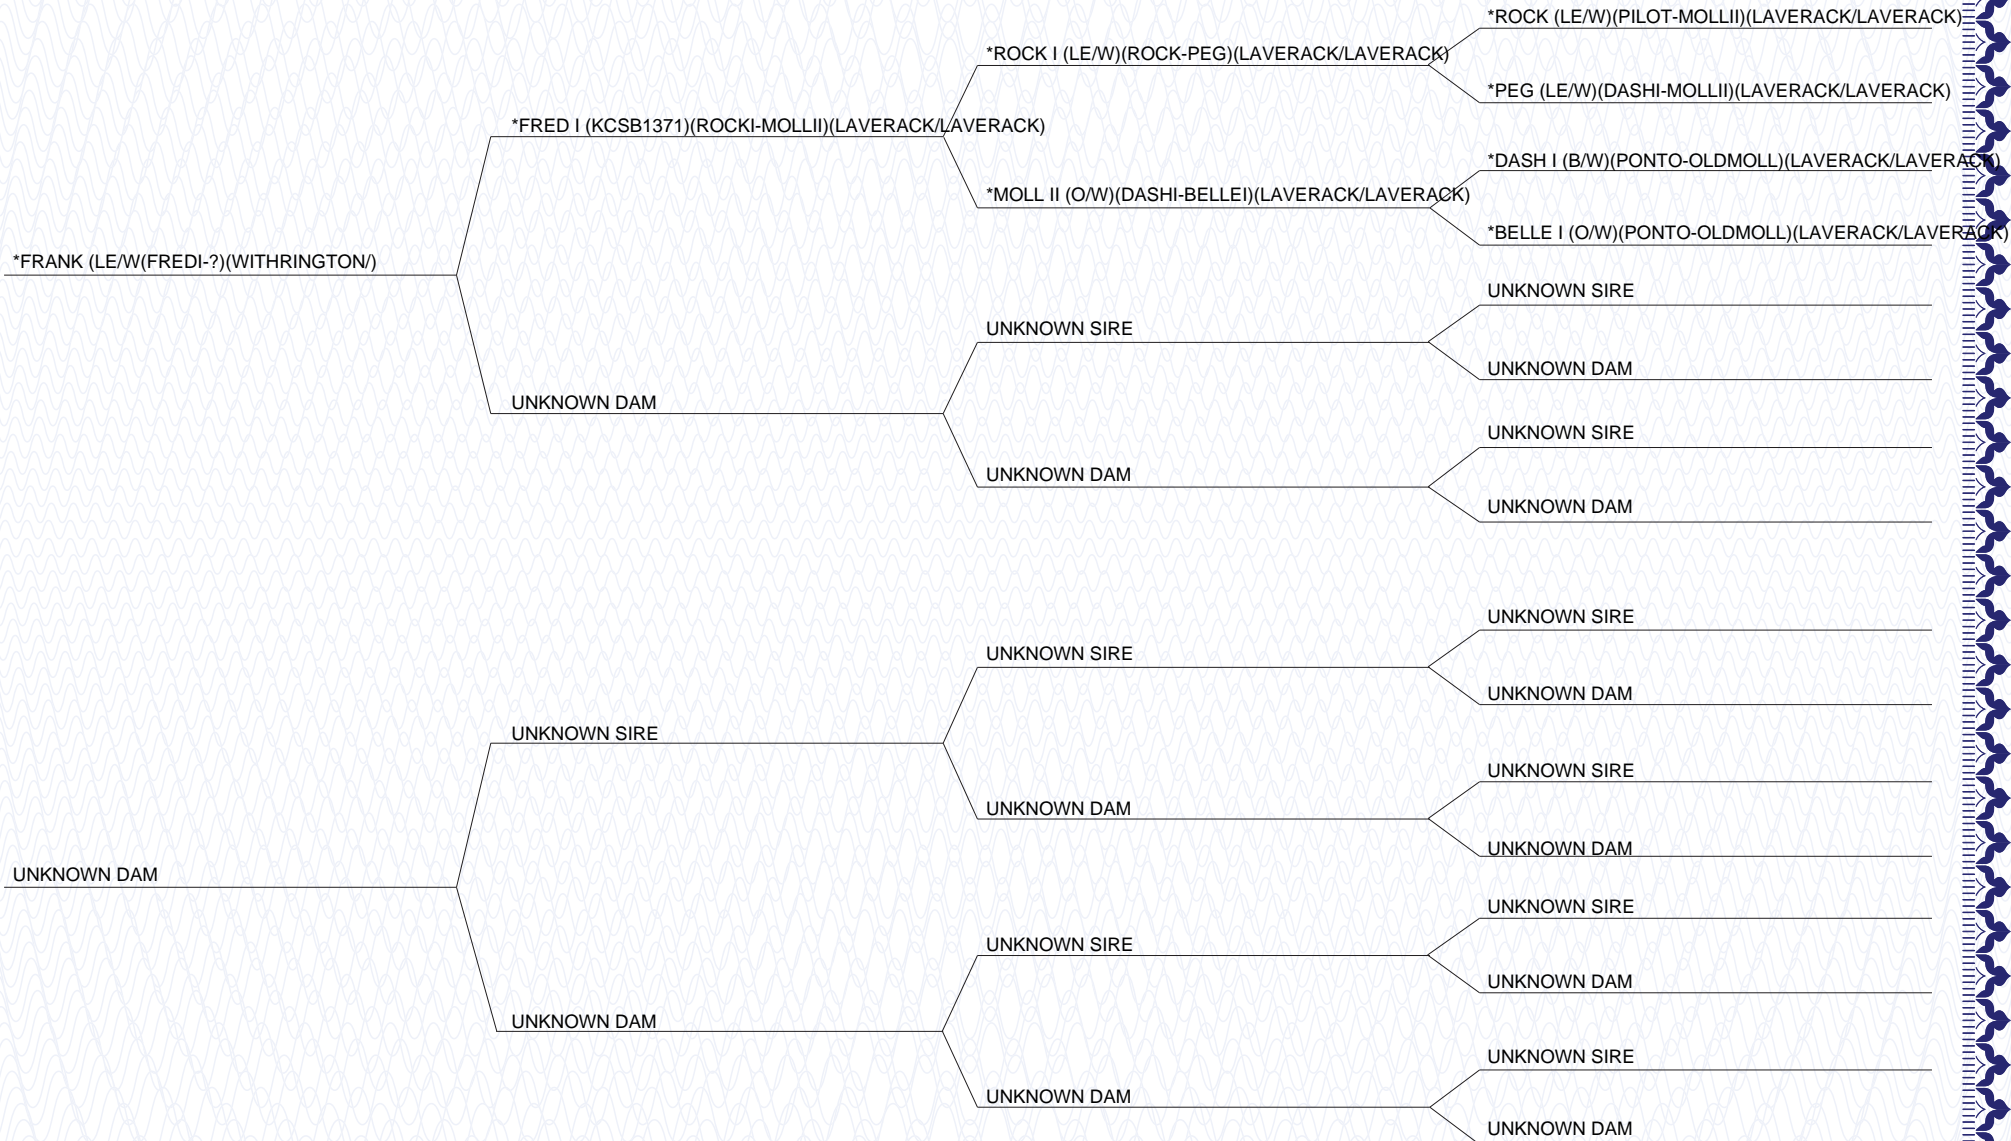 *ROCK (LE/W)(PILOT-MOLLII)(LAVERACK/LAVERACK)
*ROCK I (LE/W)(ROCK-PEG)(LAVERACK/LAVERACK)
*PEG (LE/W)(DASHI-MOLLII)(LAVERACK/LAVERACK)
*FRED I (KCSB1371)(ROCKI-MOLLII)(LAVERACK/LAVERACK)
*DASH I (B/W)(PONTO-OLDMOLL)(LAVERACK/LAVERACK)
*MOLL II (O/W)(DASHI-BELLEI)(LAVERACK/LAVERACK)
*BELLE I (O/W)(PONTO-OLDMOLL)(LAVERACK/LAVERACK)
*FRANK (LE/W(FREDI-?)(WITHRINGTON/)
UNKNOWN SIRE
UNKNOWN SIRE
UNKNOWN DAM
UNKNOWN DAM
UNKNOWN SIRE
UNKNOWN DAM
UNKNOWN DAM
UNKNOWN SIRE
UNKNOWN SIRE
UNKNOWN DAM
UNKNOWN SIRE
UNKNOWN SIRE
UNKNOWN DAM
UNKNOWN DAM
UNKNOWN DAM
UNKNOWN SIRE
UNKNOWN SIRE
UNKNOWN DAM
UNKNOWN DAM
UNKNOWN SIRE
UNKNOWN DAM
UNKNOWN DAM